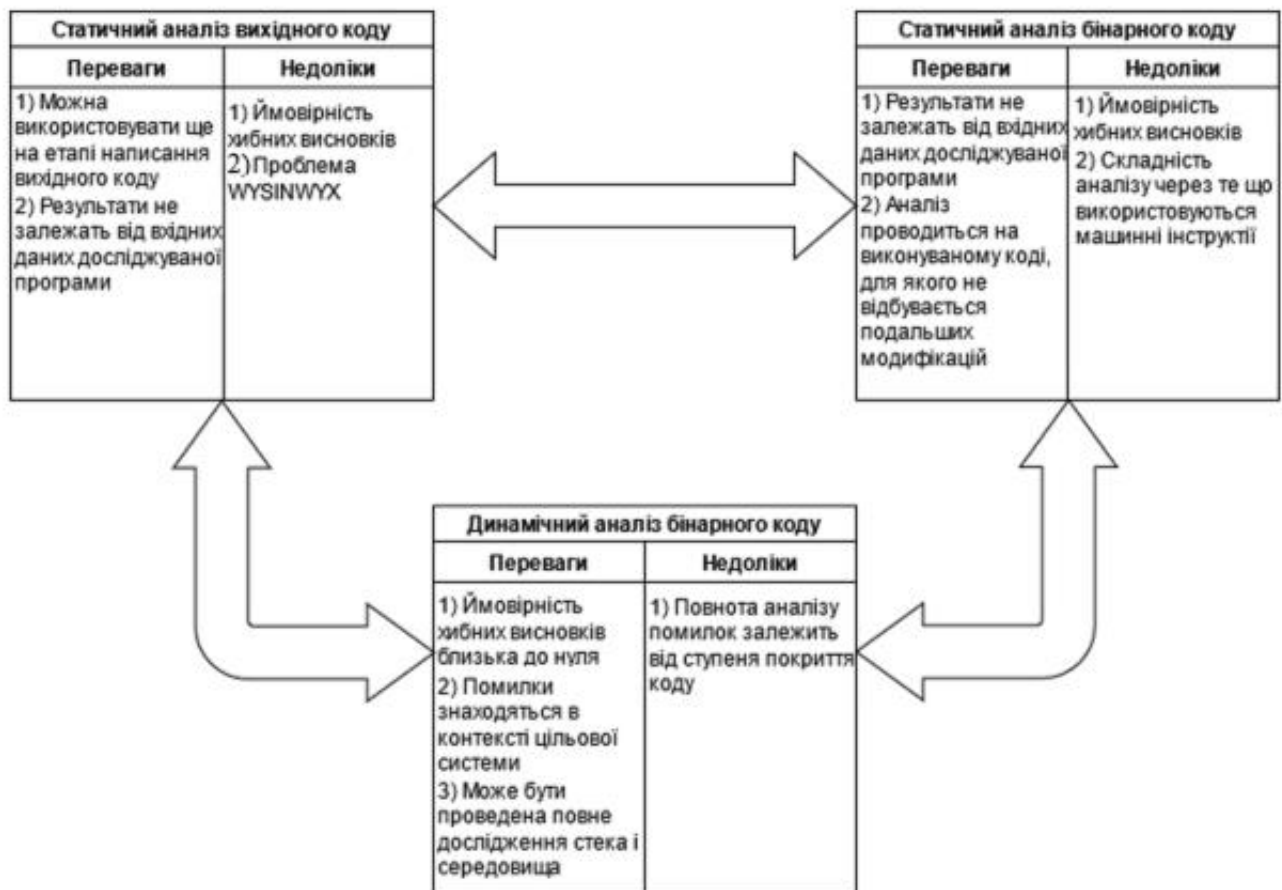 Статичний аналіз вихідного коду
Переваги
Недоліки
1) Можна
використовувати ще
на етапі написання
вихідного коду
2) Результати не
залежать від вхідних
даних досліджуваної
програми
1) Ймовірність
хибних висновків
2) Проблема
WYSINWYX
Статичний аналіз бінарного коду
Переваги
Недоліки
1) Результати не
залежать від вхідних
даних досліджуваної
програми
2) Аналіз
проводиться на
виконуваному коді,
для якого не
відбувається
подальших
модифікацій
1) Ймовірність
хибних висновків
2) Складність
аналізу через те що
використовуються
машинні інструктії
Динамічний аналіз бінарного коду
Переваги
Недоліки
1) Ймовірність
хибних висновків
близька до нуля
2) Помилки
знаходяться в
контексті цільової
системи
3) Може бути
проведена повне
дослідження стека і
середовища
1) Повнота аналізу
помилок залежить
від ступеня покриття
коду